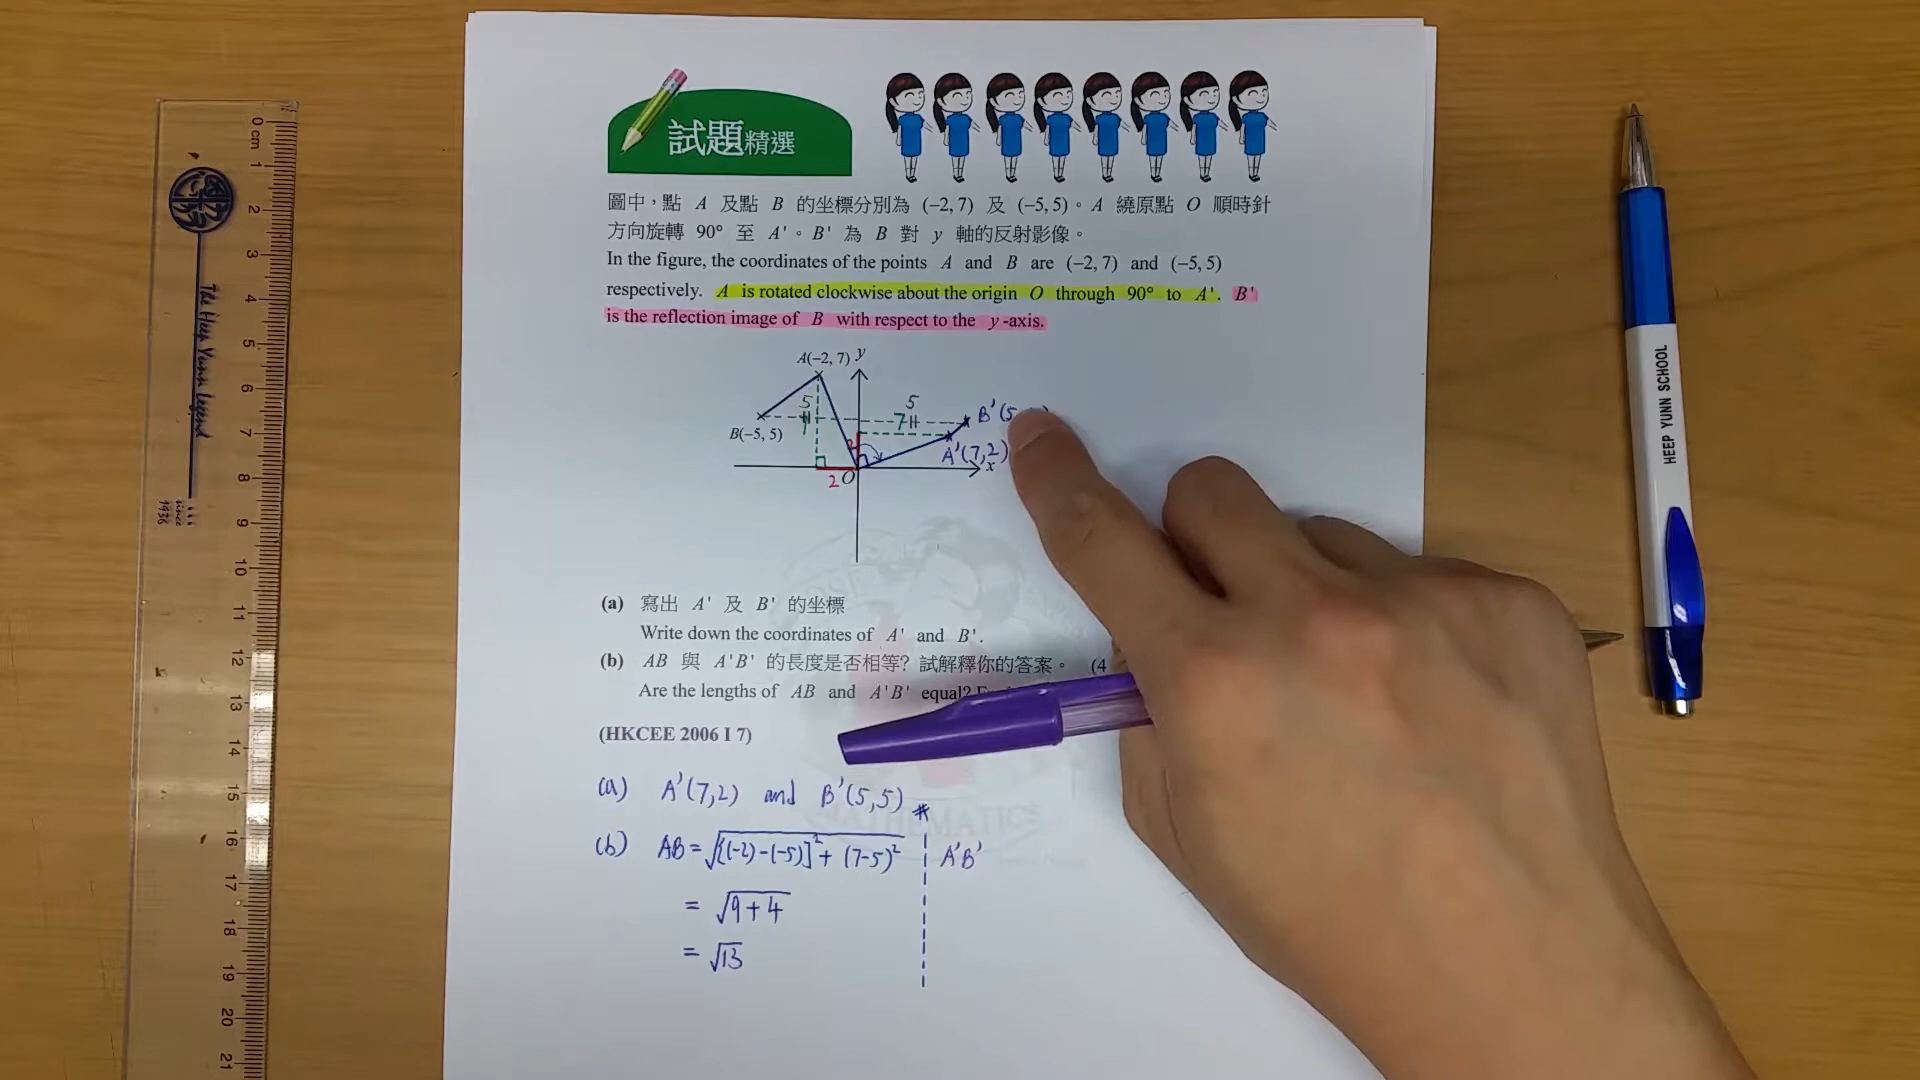 試題精選
圖中，點 A 及點 B 的坐標分別為 (−2, 7) 及 (−5, 5)。A 繞原點 O 順時針
方向旋轉 90° 至 A'。B' 為 B 對 y 軸的反射影像。
In the figure, the coordinates of the points A and B are (−2, 7) and (−5, 5)
respectively. A is rotated clockwise about the origin O through 90° to A'. B'
is the reflection image of B with respect to the y-axis.
A(−2, 7) y
5 5
7 7
B'(5
B(−5, 5)
A'(7,2)
2
x
2 O
(a) 寫出 A' 及 B' 的坐標
Write down the coordinates of A' and B'.
(b) AB 與 A'B' 的長度是否相等? 試解釋你的答案。 (4
Are the lengths of AB and A'B' equal?
(HKCEE 2006 I 7)
(a) A'(7,2) and B'(5,5) #
MATHEMATICS
(b) AB = √[(-2)-(-5)]² + (7-5)² A'B'
= √9+4
= √13
0 cm
1
2
3
4
5
6
7
8
9
10
11
12
13
14
15
16
17
18
19
20
21
The Heep Yunn Legend
since 1936
HEEP YUNN SCHOOL